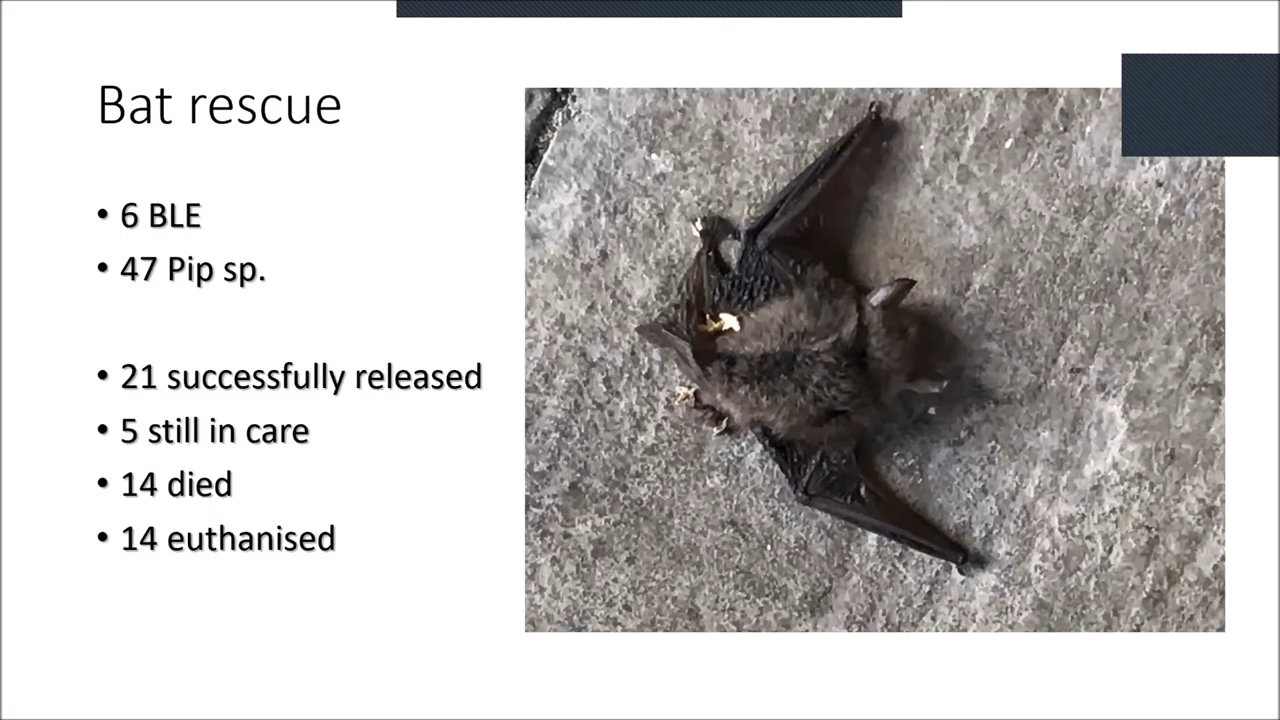 Bat rescue
• 6 BLE
• 47 Pip sp.
• 21 successfully released
• 5 still in care
• 14 died
• 14 euthanised